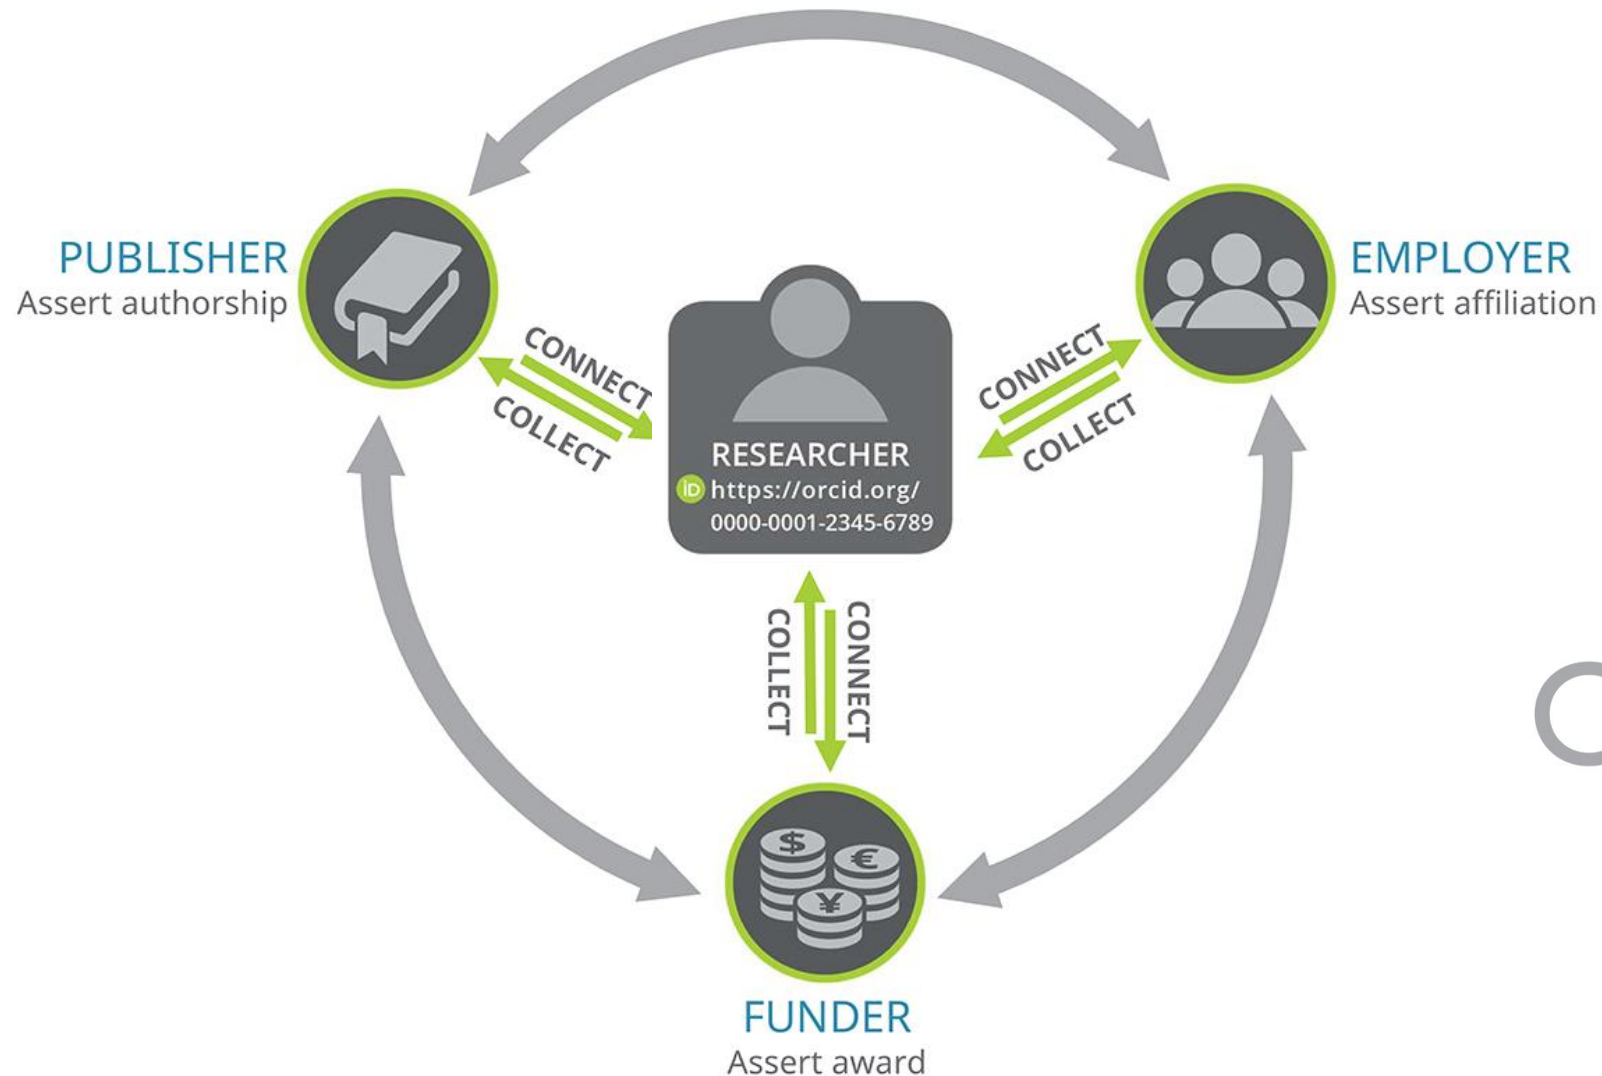 PUBLISHER
Assert authorship
CONNECT
COLLECT
RESEARCHER
iD https://orcid.org/
0000-0001-2345-6789
CONNECT
COLLECT
EMPLOYER
Assert affiliation
COLLECT
CONNECT
$
€
¥
FUNDER
Assert award